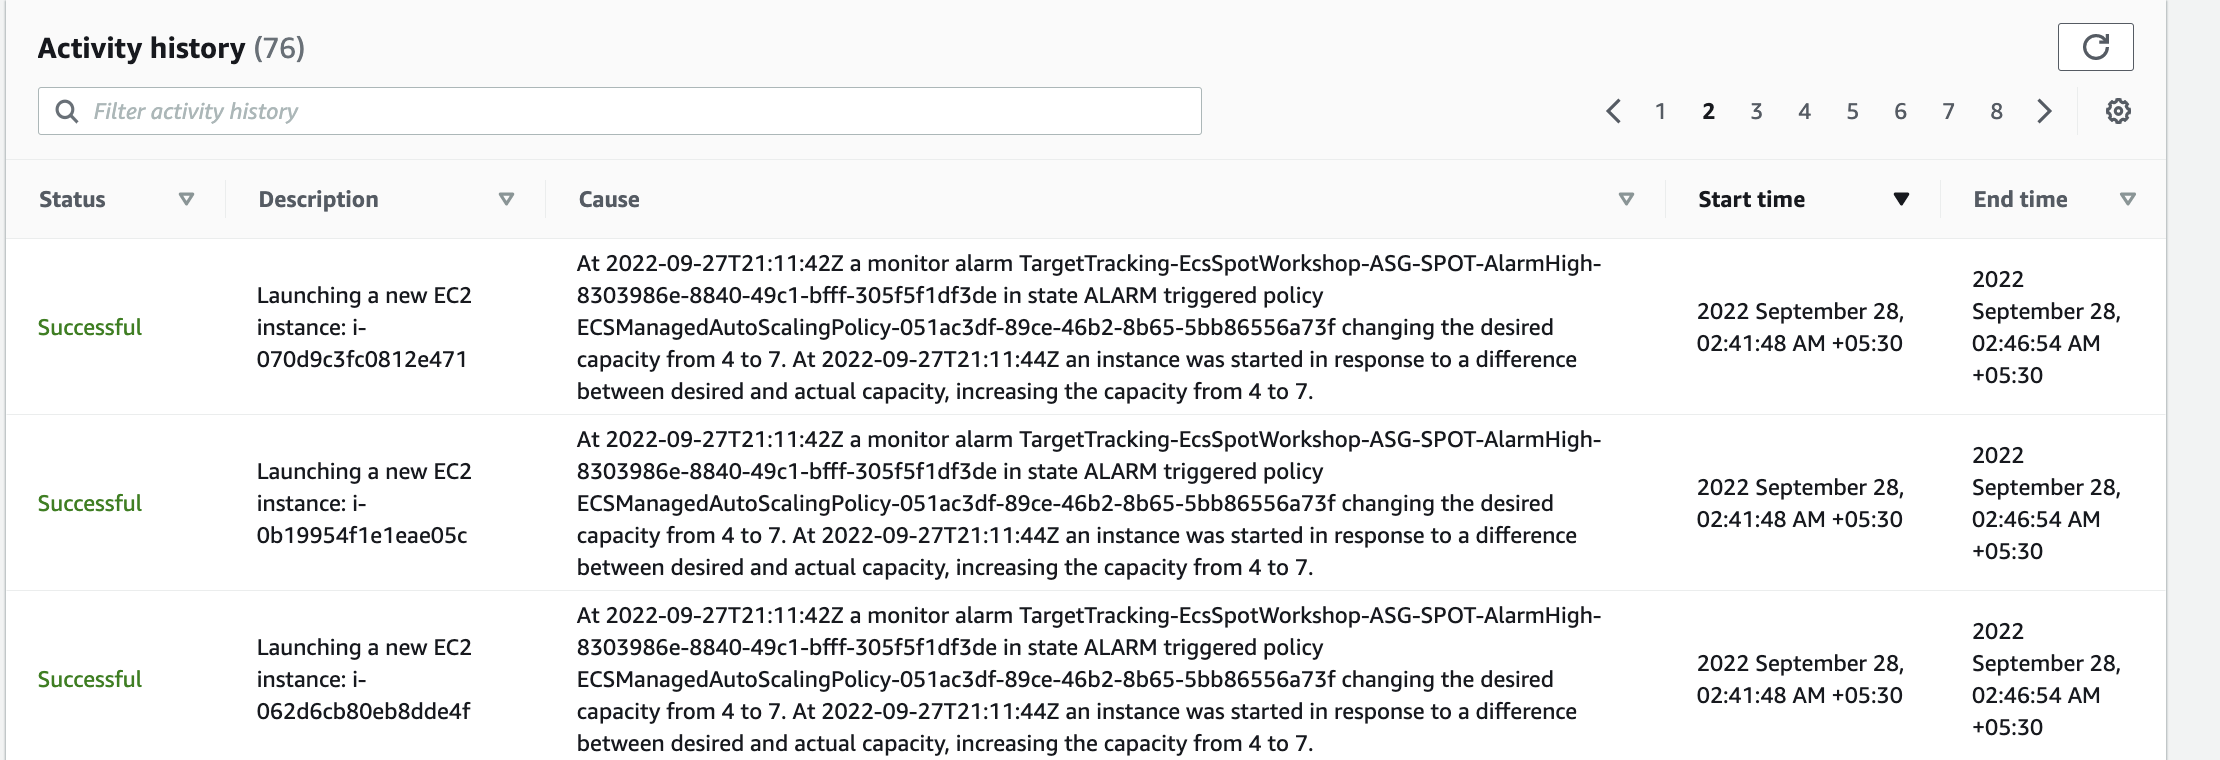 Activity history (76)
Filter activity history
1 2 3 4 5 6 7 8
Status Description Cause Start time End time
Successful
Launching a new EC2
instance: i-
070d9c3fc0812e471
At 2022-09-27T21:11:42Z a monitor alarm TargetTracking-EcsSpotWorkshop-ASG-SPOT-AlarmHigh-
8303986e-8840-49c1-bfff-305f5f1df3de in state ALARM triggered policy
ECSManagedAutoScalingPolicy-051ac3df-89ce-46b2-8b65-5bb86556a73f changing the desired
capacity from 4 to 7. At 2022-09-27T21:11:44Z an instance was started in response to a difference
between desired and actual capacity, increasing the capacity from 4 to 7.
2022 September 28,
02:41:48 AM +05:30
2022
September 28,
02:46:54 AM
+05:30
Successful
Launching a new EC2
instance: i-
0b19954f1e1eae05c
At 2022-09-27T21:11:42Z a monitor alarm TargetTracking-EcsSpotWorkshop-ASG-SPOT-AlarmHigh-
8303986e-8840-49c1-bfff-305f5f1df3de in state ALARM triggered policy
ECSManagedAutoScalingPolicy-051ac3df-89ce-46b2-8b65-5bb86556a73f changing the desired
capacity from 4 to 7. At 2022-09-27T21:11:44Z an instance was started in response to a difference
between desired and actual capacity, increasing the capacity from 4 to 7.
2022 September 28,
02:41:48 AM +05:30
2022
September 28,
02:46:54 AM
+05:30
Successful
Launching a new EC2
instance: i-
062d6cb80eb8dde4f
At 2022-09-27T21:11:42Z a monitor alarm TargetTracking-EcsSpotWorkshop-ASG-SPOT-AlarmHigh-
8303986e-8840-49c1-bfff-305f5f1df3de in state ALARM triggered policy
ECSManagedAutoScalingPolicy-051ac3df-89ce-46b2-8b65-5bb86556a73f changing the desired
capacity from 4 to 7. At 2022-09-27T21:11:44Z an instance was started in response to a difference
between desired and actual capacity, increasing the capacity from 4 to 7.
2022 September 28,
02:41:48 AM +05:30
2022
September 28,
02:46:54 AM
+05:30